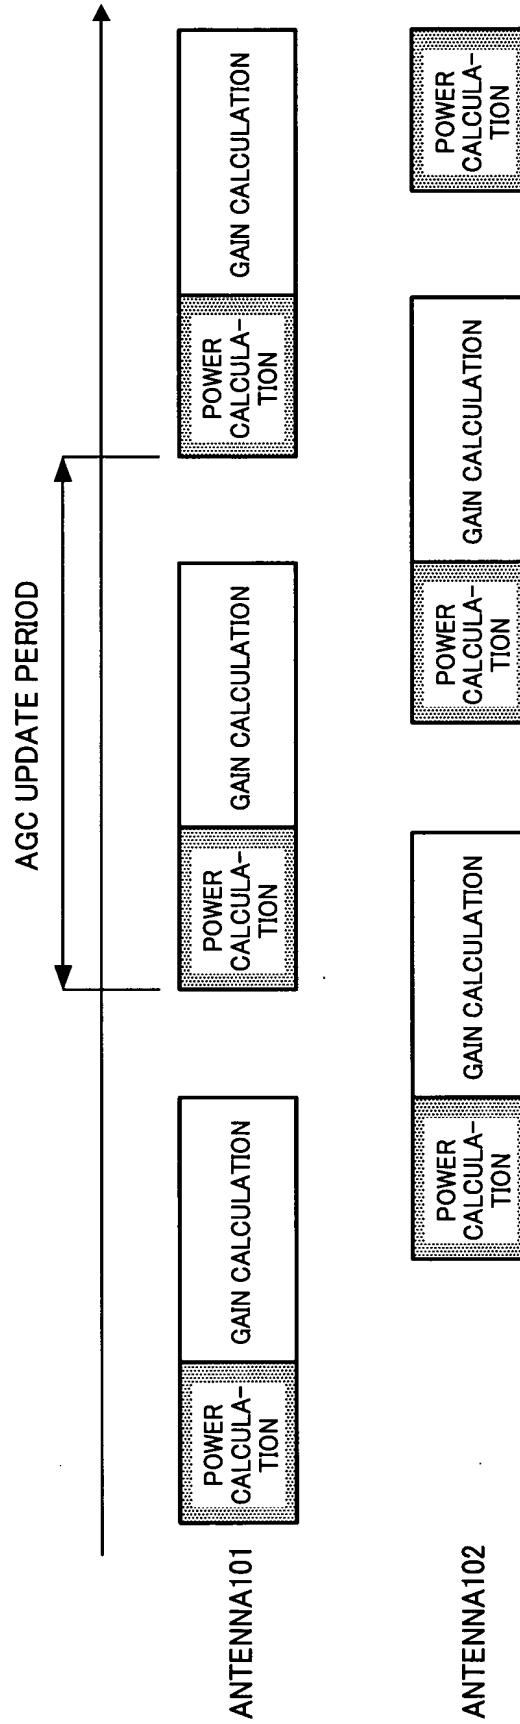 AGC UPDATE PERIOD
ANTENNA101
POWER
CALCULA-
TION
GAIN CALCULATION
POWER
CALCULA-
TION
GAIN CALCULATION
POWER
CALCULA-
TION
GAIN CALCULATION
ANTENNA102
POWER
CALCULA-
TION
GAIN CALCULATION
POWER
CALCULA-
TION
GAIN CALCULATION
POWER
CALCULA-
TION